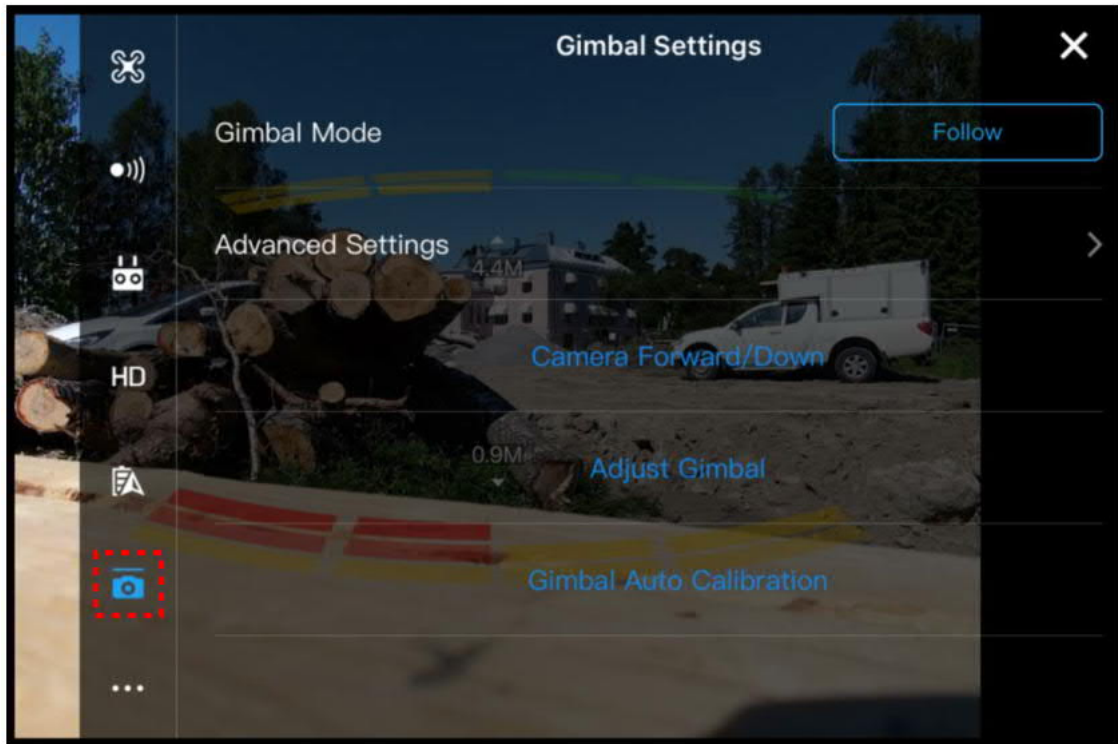 Gimbal Settings
Gimbal Mode
Follow
Advanced Settings
4.4M
Camera Forward/Down
HD
0.9M
Adjust Gimbal
Gimbal Auto Calibration